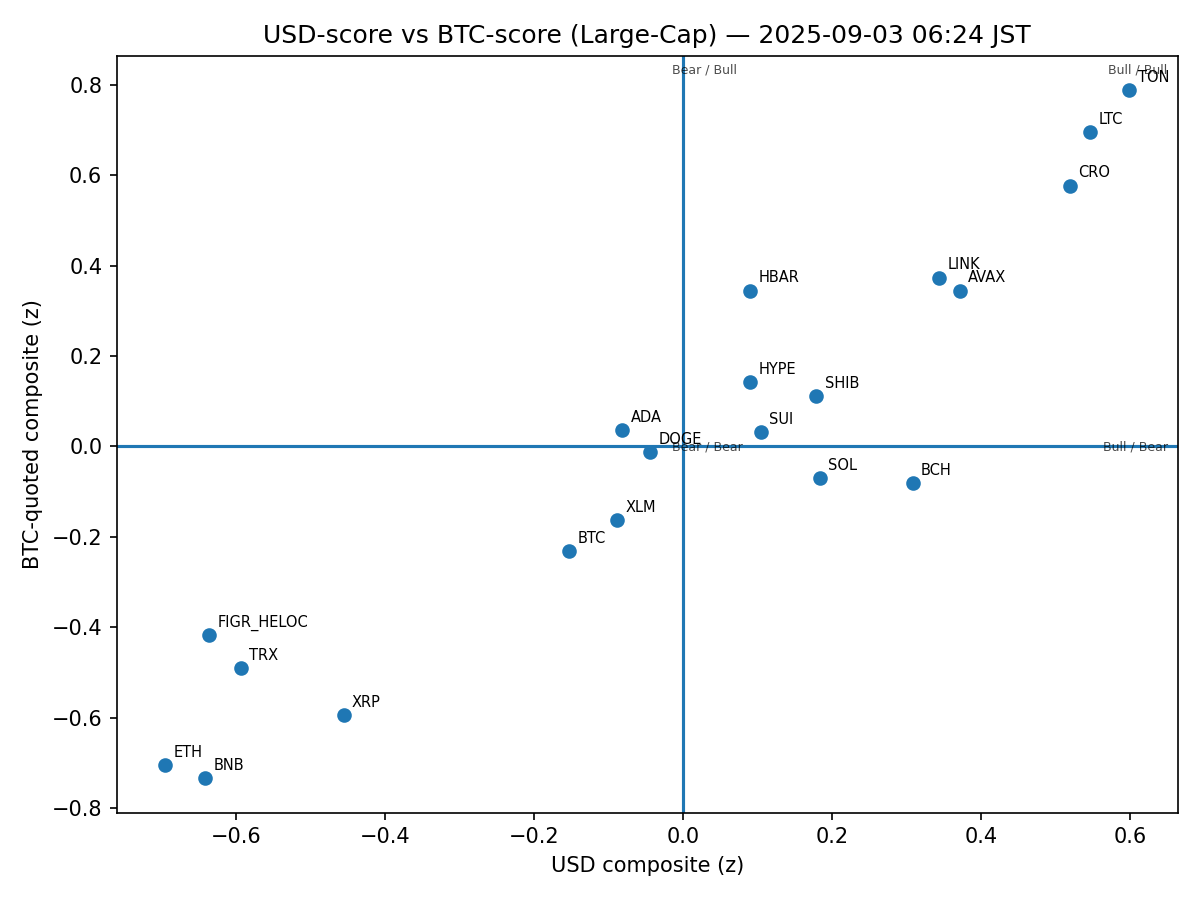 USD-score vs BTC-score (Large-Cap) — 2025-09-03 06:24 JST
Bear / Bull
Bull / Bull
TON
LTC
CRO
LINK
AVAX
HBAR
HYPE
SHIB
SUI
ADA
DOGE
Bear / Bear
Bull / Bear
SOL
BCH
XLM
BTC
FIGR_HELOC
TRX
XRP
ETH
BNB
0.8
0.6
0.4
0.2
0.0
−0.2
−0.4
−0.6
−0.8
BTC-quoted composite (z)
−0.6
−0.4
−0.2
0.0
0.2
0.4
0.6
USD composite (z)